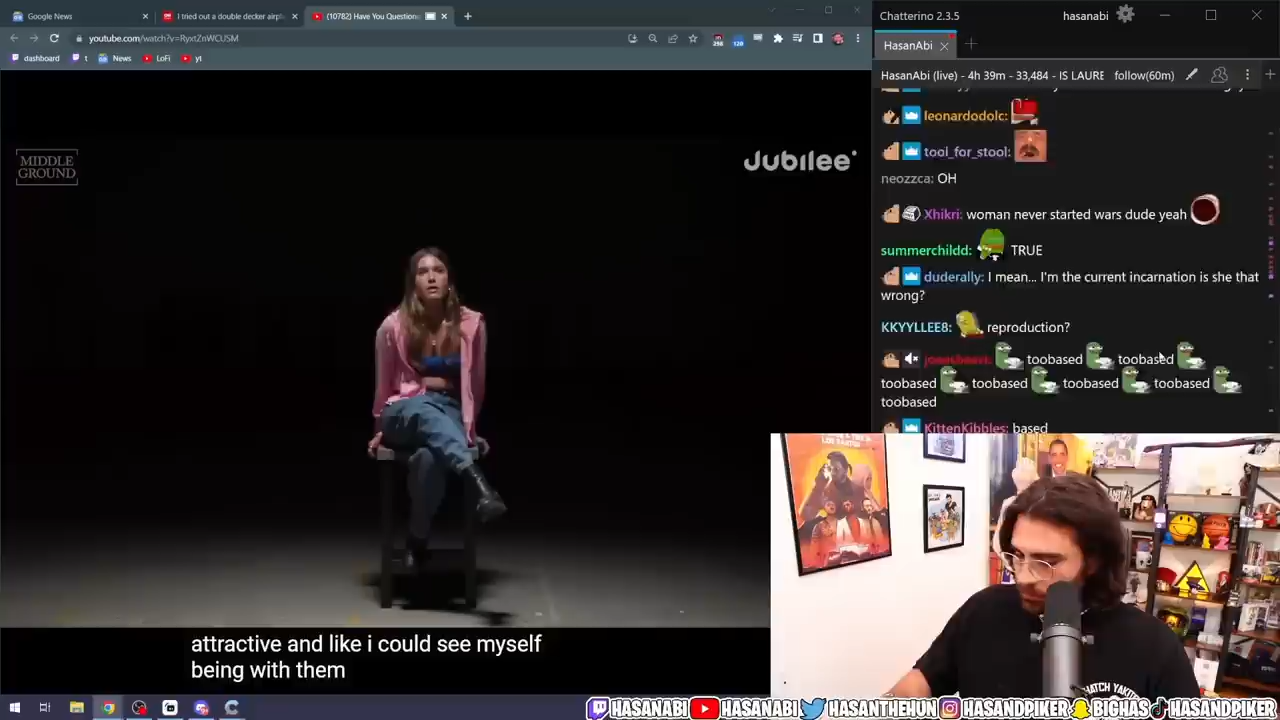 Google News
I tried out a double decker airpl
(10782) Have You Question
youtube.com/watch?v=RyxtZnWCUSM
dashboard
t
News
LoFi
yt
MIDDLE
GROUND
Jubilee
attractive and like i could see myself
being with them
Chatterino 2.3.5
hasanabi
HasanAbi
HasanAbi (live) - 4h 39m - 33,484 - IS LAURE
follow(60m)
leonardodolc:
tool_for_stool:
neozzca: OH
Xhikri: woman never started wars dude yeah
summerchildd: TRUE
duderally: I mean... I'm the current incarnation is she that
wrong?
KKYYLLEE8: reproduction?
toobased toobased
toobased toobased toobased toobased
toobased
KittenKibbles: based
HASANABI HASANABI HASANTHEHUN HASANDPIKER BIGHAS HASANDPIKER